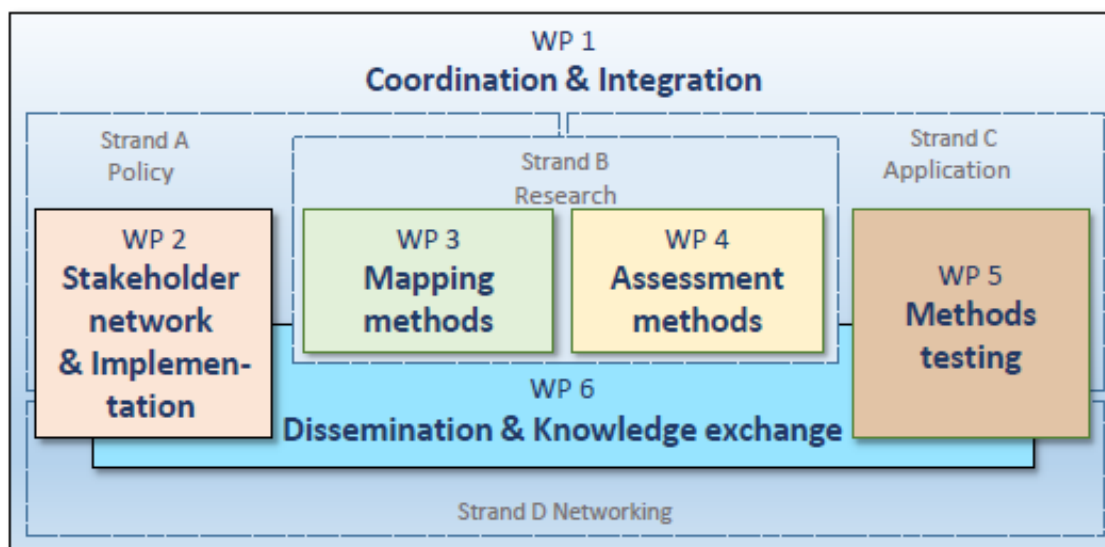 WP 1
Coordination & Integration
Strand A
Policy
Strand B
Research
Strand C
Application
WP 2
Stakeholder
network
& Implemen-
tation
WP 3
Mapping
methods
WP 4
Assessment
methods
WP 5
Methods
testing
WP 6
Dissemination & Knowledge exchange
Strand D Networking